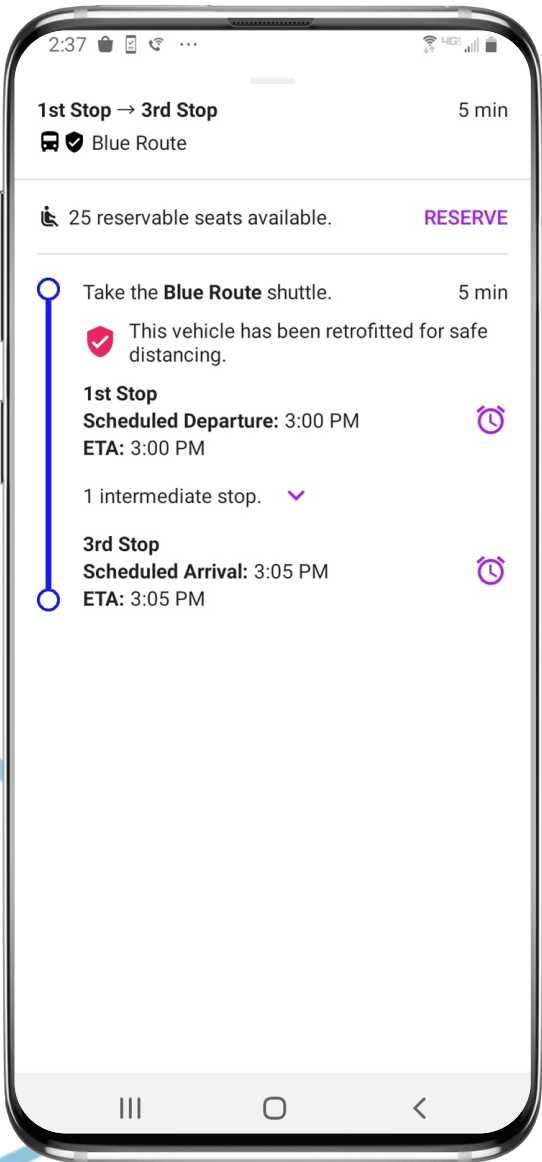 2:37 ...
4GE
1st Stop → 3rd Stop 5 min
Blue Route
25 reservable seats available. RESERVE
Take the Blue Route shuttle. 5 min
This vehicle has been retrofitted for safe
distancing.
1st Stop
Scheduled Departure: 3:00 PM
ETA: 3:00 PM
1 intermediate stop.
3rd Stop
Scheduled Arrival: 3:05 PM
ETA: 3:05 PM